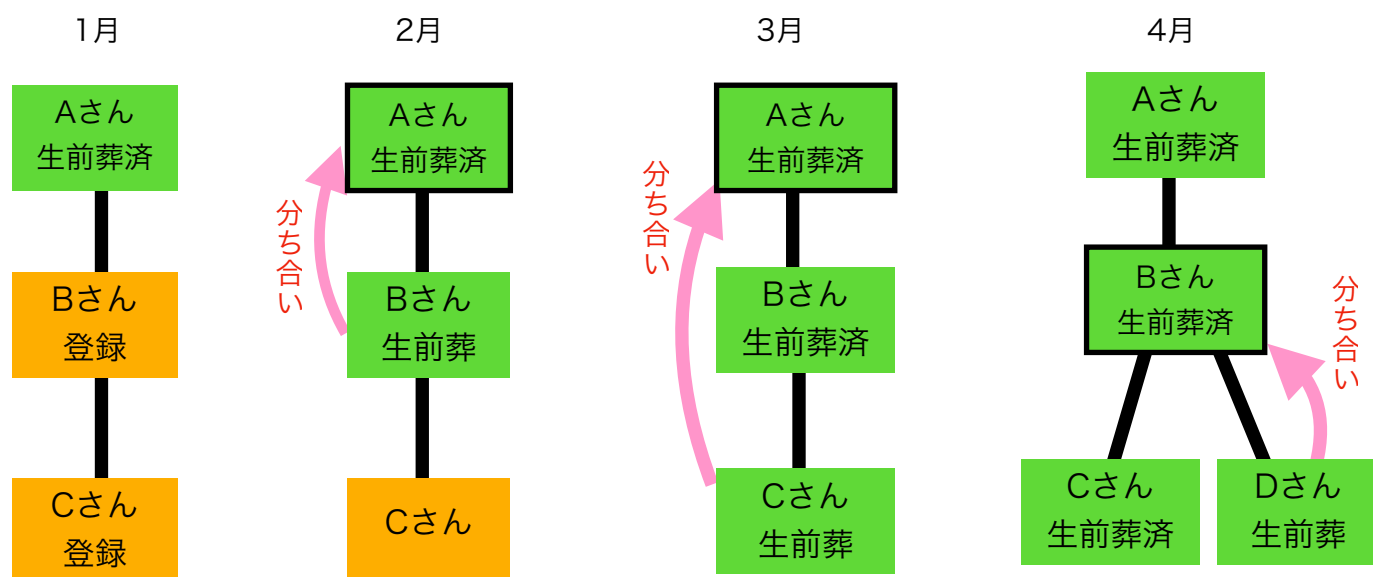 1月
Aさん
生前葬済
Bさん
登録
Cさん
登録
2月
Aさん
生前葬済
分ち合い
Bさん
生前葬
Cさん
3月
Aさん
生前葬済
分ち合い
Bさん
生前葬済
Cさん
生前葬
4月
Aさん
生前葬済
Bさん
生前葬済
分ち合い
Cさん
生前葬済
Dさん
生前葬